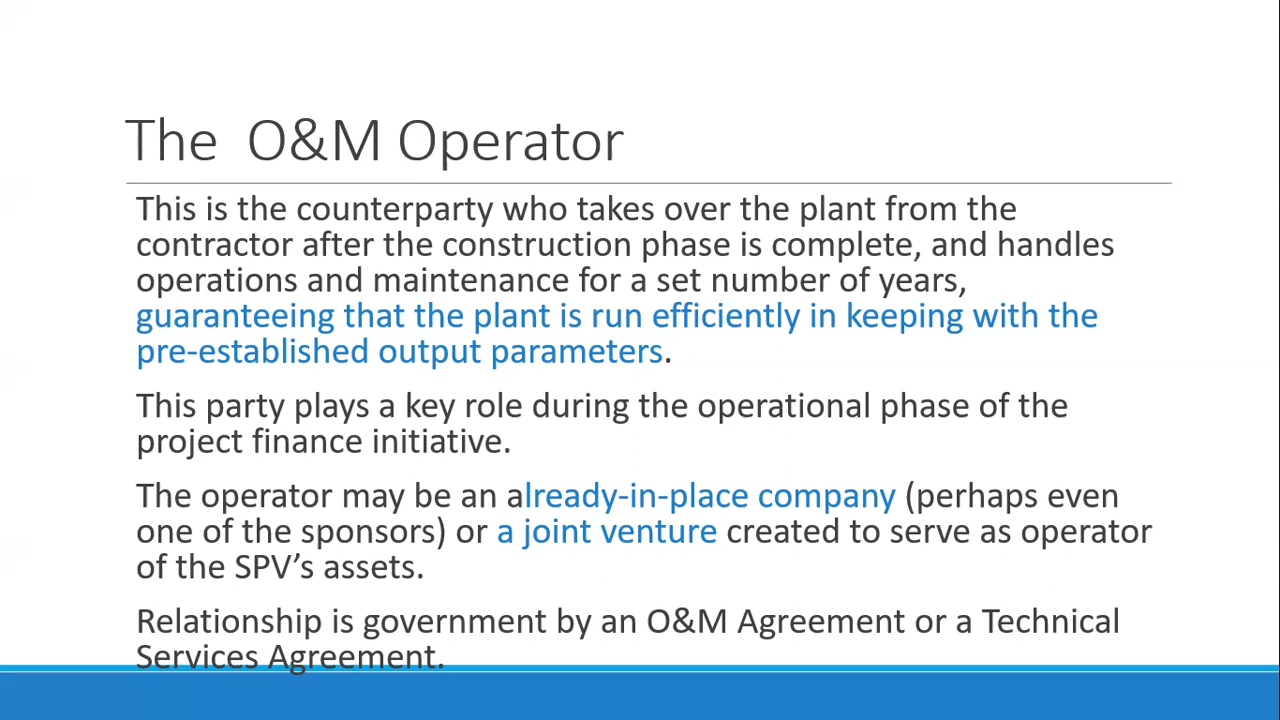 The  O&M Operator
This is the counterparty who takes over the plant from the
contractor after the construction phase is complete, and handles
operations and maintenance for a set number of years,
guaranteeing that the plant is run efficiently in keeping with the
pre-established output parameters.
This party plays a key role during the operational phase of the
project finance initiative.
The operator may be an already-in-place company (perhaps even
one of the sponsors) or a joint venture created to serve as operator
of the SPV’s assets.
Relationship is government by an O&M Agreement or a Technical
Services Agreement.